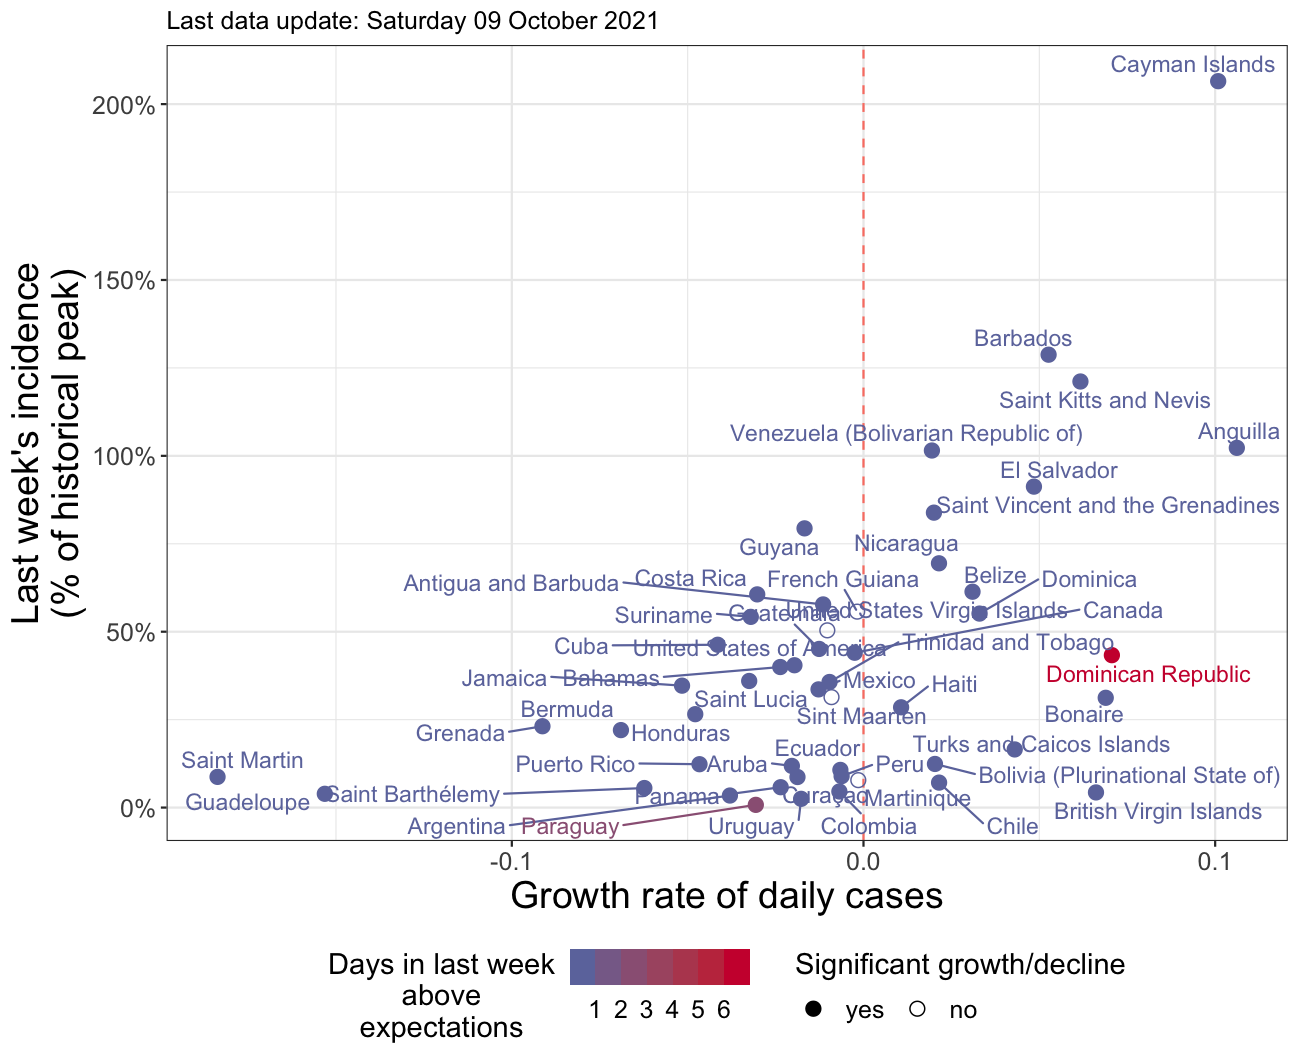 Last data update: Saturday 09 October 2021
Last week's incidence
(% of historical peak)
200%
150%
100%
50%
0%
Cayman Islands
Barbados
Saint Kitts and Nevis
Venezuela (Bolivarian Republic of)
Anguilla
El Salvador
Saint Vincent and the Grenadines
Guyana
Nicaragua
Antigua and Barbuda
Costa Rica
French Guiana
Belize
Dominica
Suriname
Guatemala
United States Virgin Islands
Canada
Cuba
United States of America
Trinidad and Tobago
Dominican Republic
Jamaica
Bahamas
Mexico
Haiti
Saint Lucia
Bermuda
Sint Maarten
Bonaire
Grenada
Honduras
Ecuador
Turks and Caicos Islands
Saint Martin
Puerto Rico
Aruba
Peru
Bolivia (Plurinational State of)
Guadeloupe
Saint Barthélemy
Panama
Curaçao
Martinique
British Virgin Islands
Argentina
Paraguay
Uruguay
Colombia
Chile
-0.1
0.0
0.1
Growth rate of daily cases
Days in last week
above
expectations
1 2 3 4 5 6
Significant growth/decline
yes
no